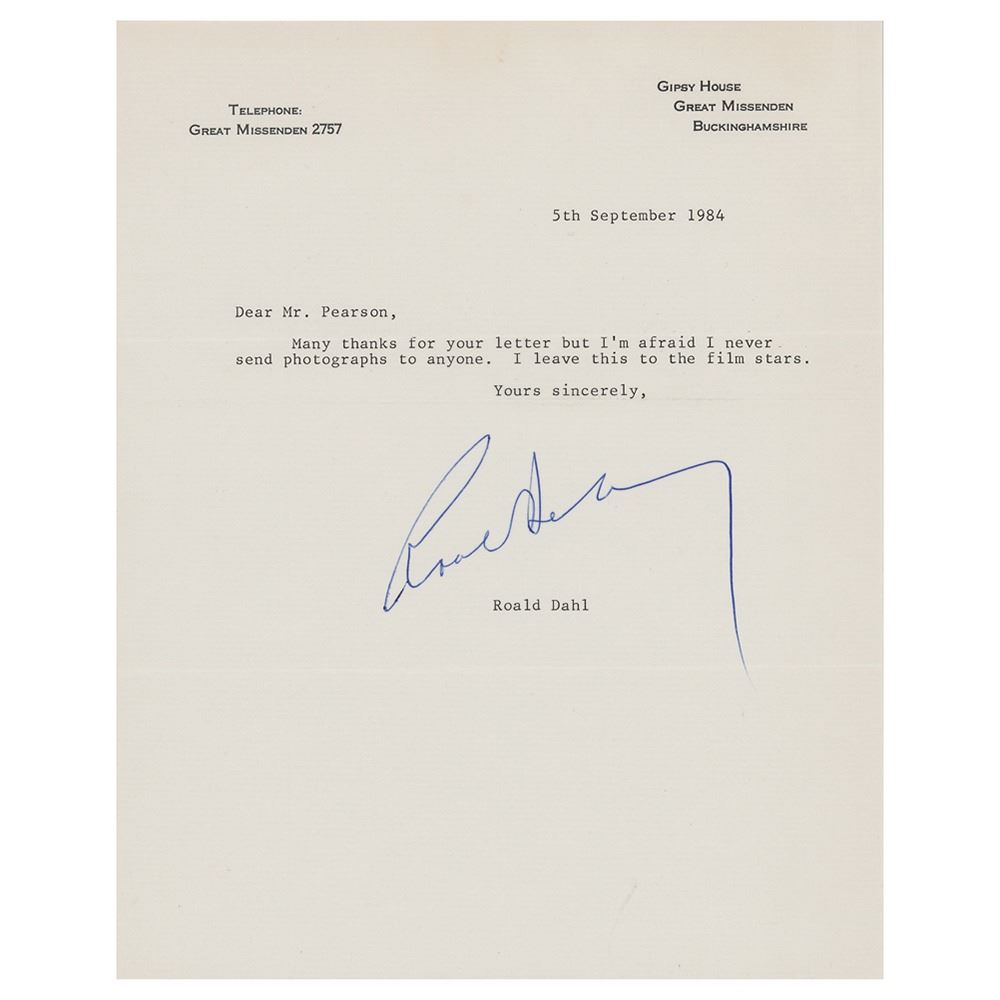 Gipsy House
Telephone: Great Missenden
Great Missenden 2757 Buckinghamshire
5th September 1984
Dear Mr. Pearson,
Many thanks for your letter but I'm afraid I never
send photographs to anyone. I leave this to the film stars.
Yours sincerely,
Roald Dahl
Roald Dahl